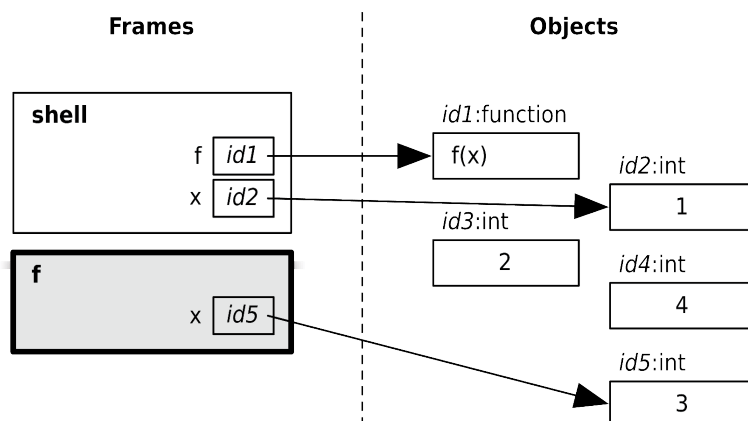 Frames
Objects
shell
f id1
x id2
id1:function
f(x)
id2:int
1
id3:int
2
f
x id5
id4:int
4
id5:int
3